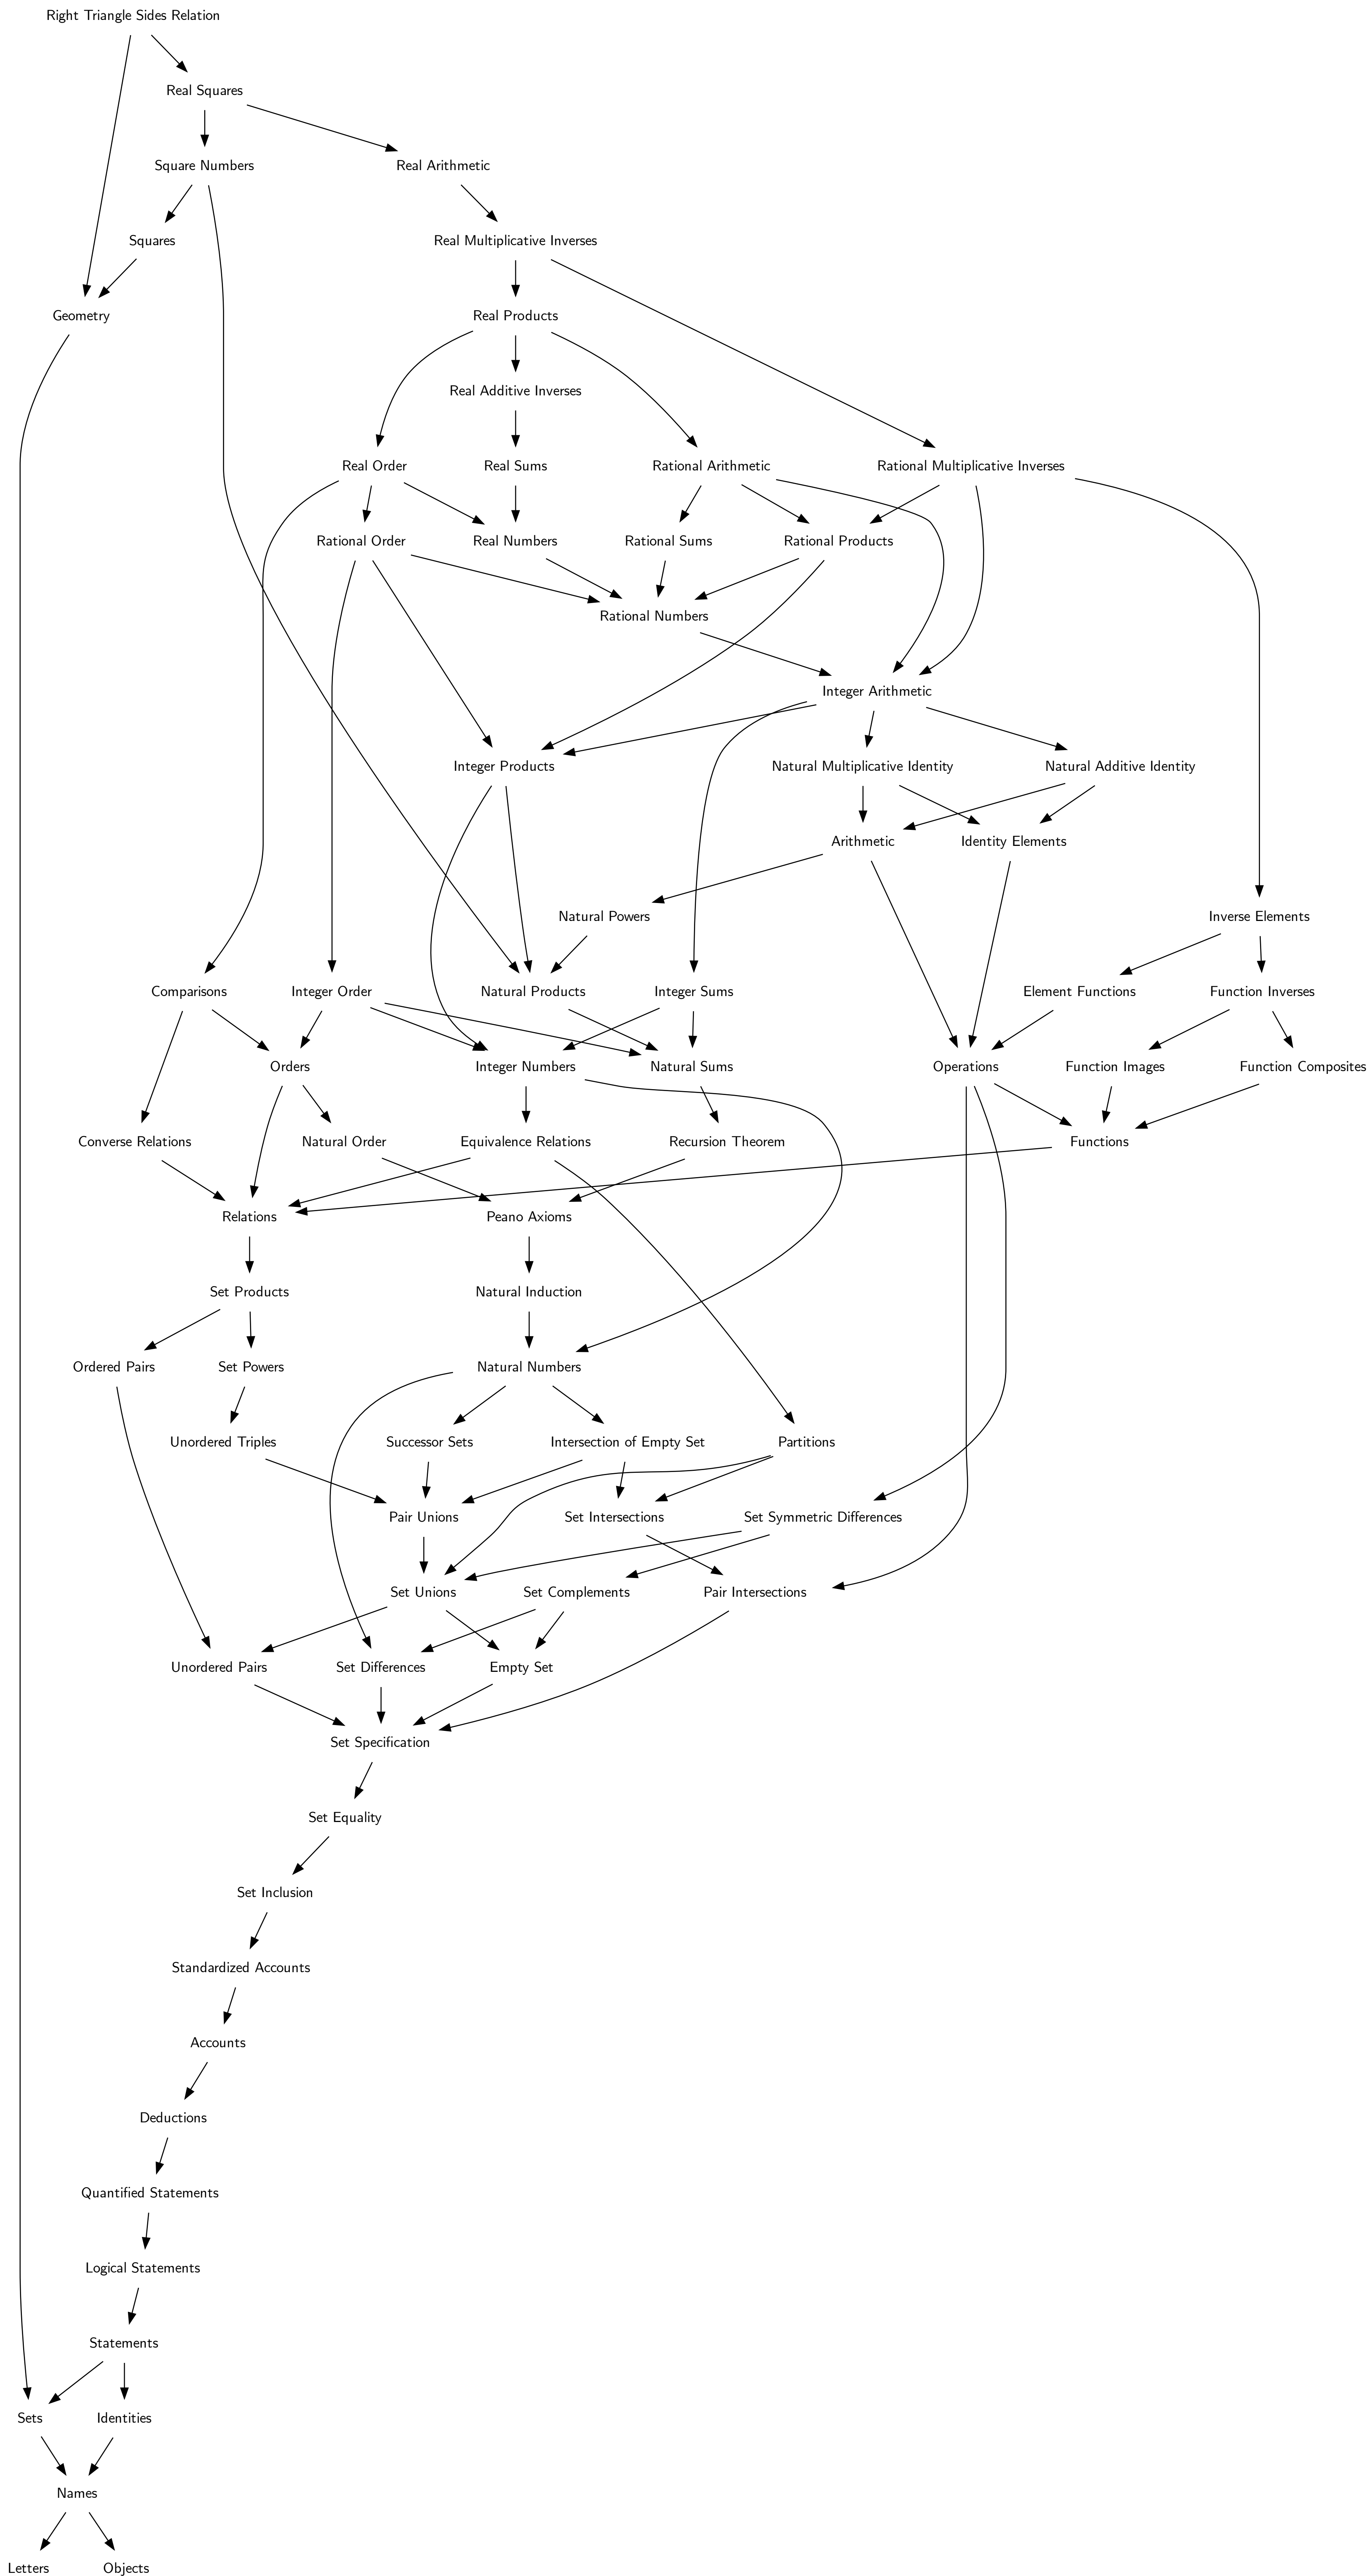 Right Triangle Sides Relation
Real Squares
Square Numbers
Real Arithmetic
Squares
Real Multiplicative Inverses
Geometry
Real Products
Real Additive Inverses
Real Order
Real Sums
Rational Arithmetic
Rational Multiplicative Inverses
Rational Order
Real Numbers
Rational Sums
Rational Products
Rational Numbers
Integer Arithmetic
Integer Products
Natural Multiplicative Identity
Natural Additive Identity
Arithmetic
Identity Elements
Natural Powers
Inverse Elements
Comparisons
Integer Order
Natural Products
Integer Sums
Element Functions
Function Inverses
Orders
Integer Numbers
Natural Sums
Operations
Function Images
Function Composites
Converse Relations
Natural Order
Equivalence Relations
Recursion Theorem
Functions
Relations
Peano Axioms
Set Products
Natural Induction
Ordered Pairs
Set Powers
Natural Numbers
Unordered Triples
Successor Sets
Intersection of Empty Set
Partitions
Pair Unions
Set Intersections
Set Symmetric Differences
Set Unions
Set Complements
Pair Intersections
Unordered Pairs
Set Differences
Empty Set
Set Specification
Set Equality
Set Inclusion
Standardized Accounts
Accounts
Deductions
Quantified Statements
Logical Statements
Statements
Sets
Identities
Names
Letters
Objects